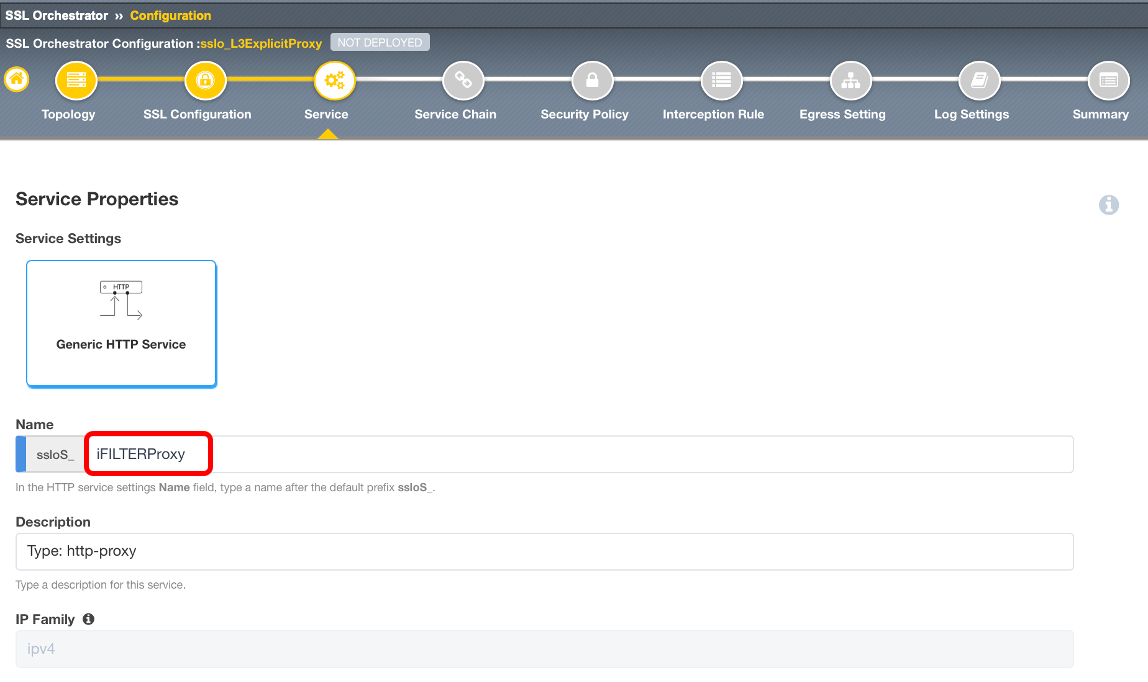 SSL Orchestrator » Configuration
SSL Orchestrator Configuration :sslo_L3ExplicitProxy NOT DEPLOYED
Topology SSL Configuration Service Service Chain Security Policy Interception Rule Egress Setting Log Settings Summary
Service Properties
Service Settings
HTTP
Generic HTTP Service
Name
ssloS_ iFILTERProxy
In the HTTP service settings Name field, type a name after the default prefix ssloS_.
Description
Type: http-proxy
Type a description for this service.
IP Family
ipv4